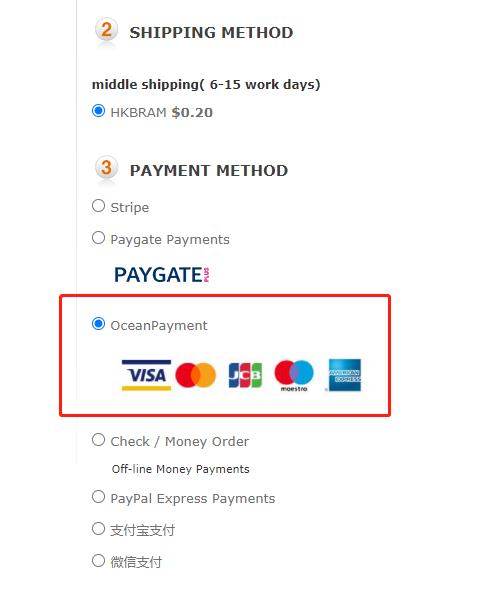 2 SHIPPING METHOD
middle shipping( 6-15 work days)
HKBRAM $0.20
3 PAYMENT METHOD
Stripe
Paygate Payments
PAYGATE PLUS
OceanPayment
VISA JCB maestro AMERICAN EXPRESS
Check / Money Order
Off-line Money Payments
PayPal Express Payments
支付宝支付
微信支付